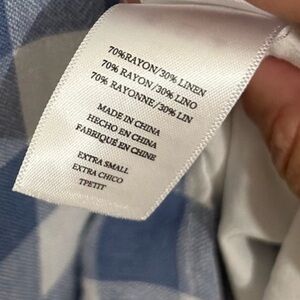 70%RAYON/30% LINEN
70% RAYON/30% LINO
70% RAYONNE/30% LIN
MADE IN CHINA
HECHO EN CHINA
FABRIQUÉ EN CHINE
EXTRA SMALL
EXTRA CHICO
TPETIT